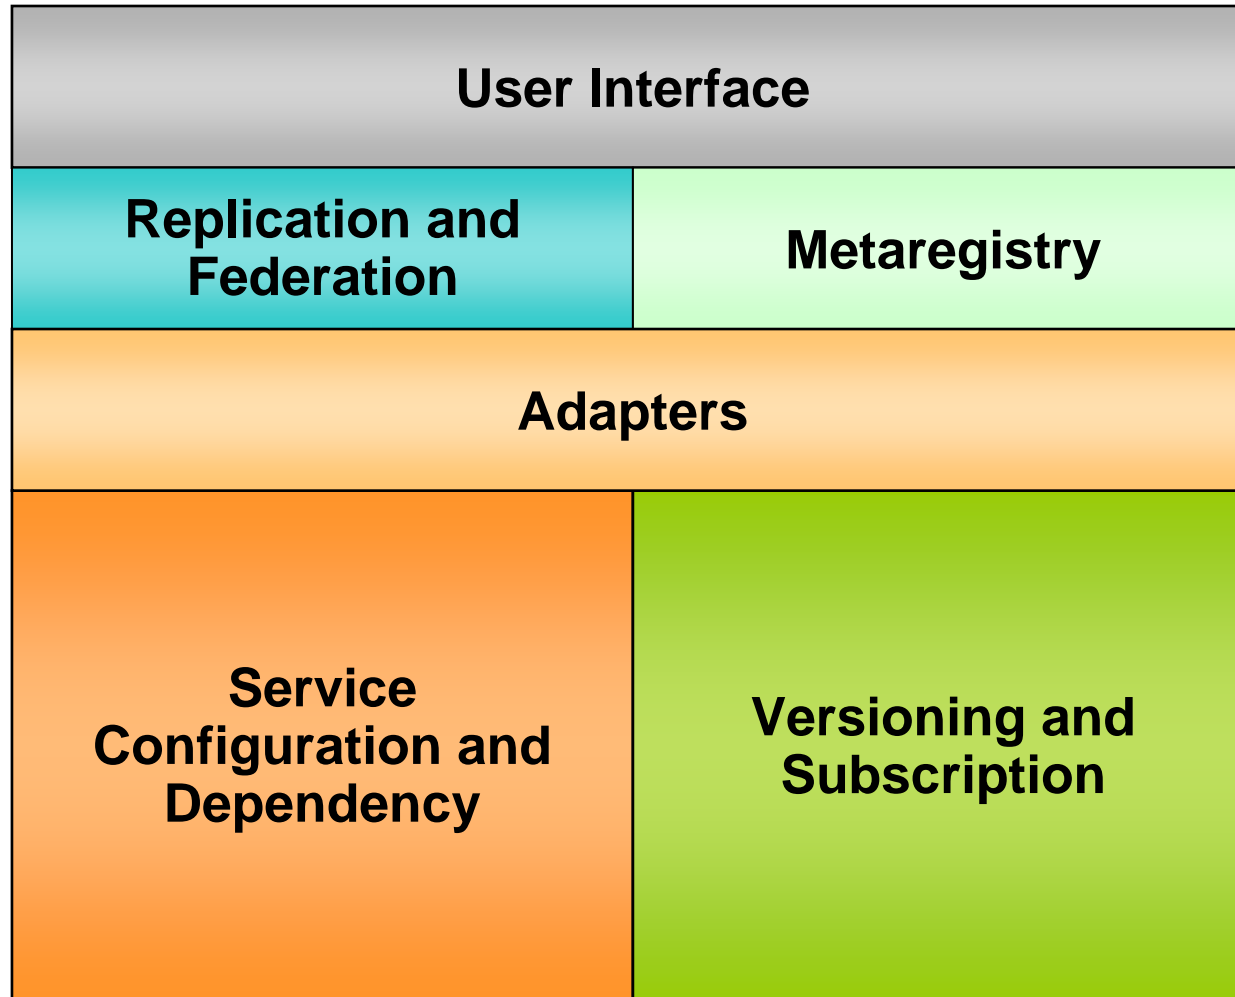 User Interface
Replication and
Federation
Metaregistry
Adapters
Service
Configuration and
Dependency
Versioning and
Subscription